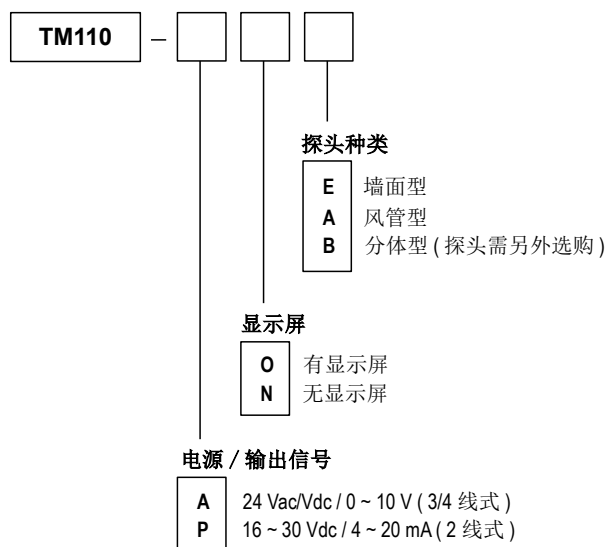 TM110 –
探头种类
E 墙面型
A 风管型
B 分体型 ( 探头需另外选购 )
显示屏
O 有显示屏
N 无显示屏
电源 / 输出信号
A 24 Vac/Vdc / 0 ~ 10 V ( 3/4 线式 )
P 16 ~ 30 Vdc / 4 ~ 20 mA ( 2 线式 )